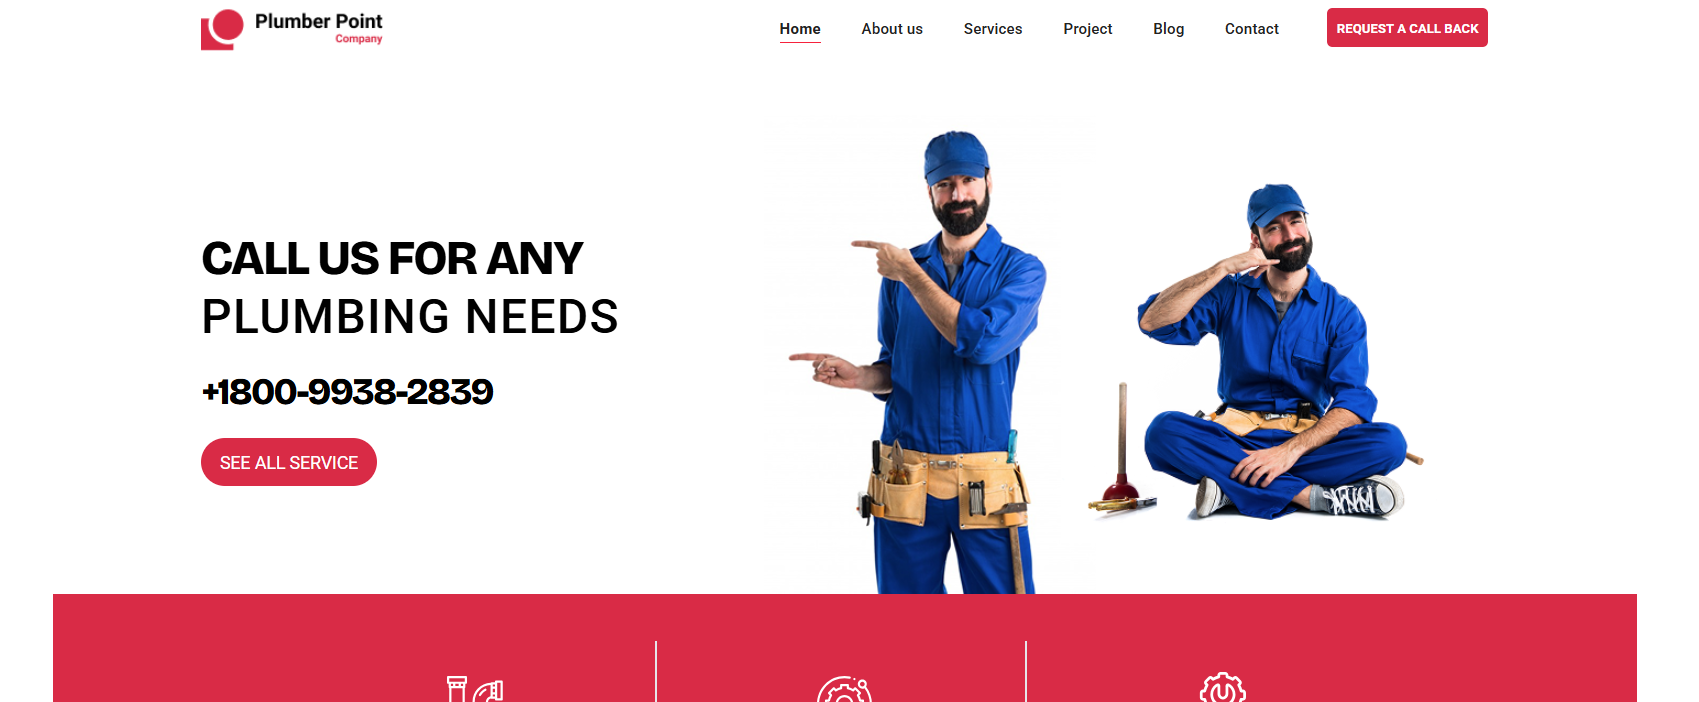 Plumber Point
Company
Home About us Services Project Blog Contact REQUEST A CALL BACK
CALL US FOR ANY
PLUMBING NEEDS
+1800-9938-2839
SEE ALL SERVICE